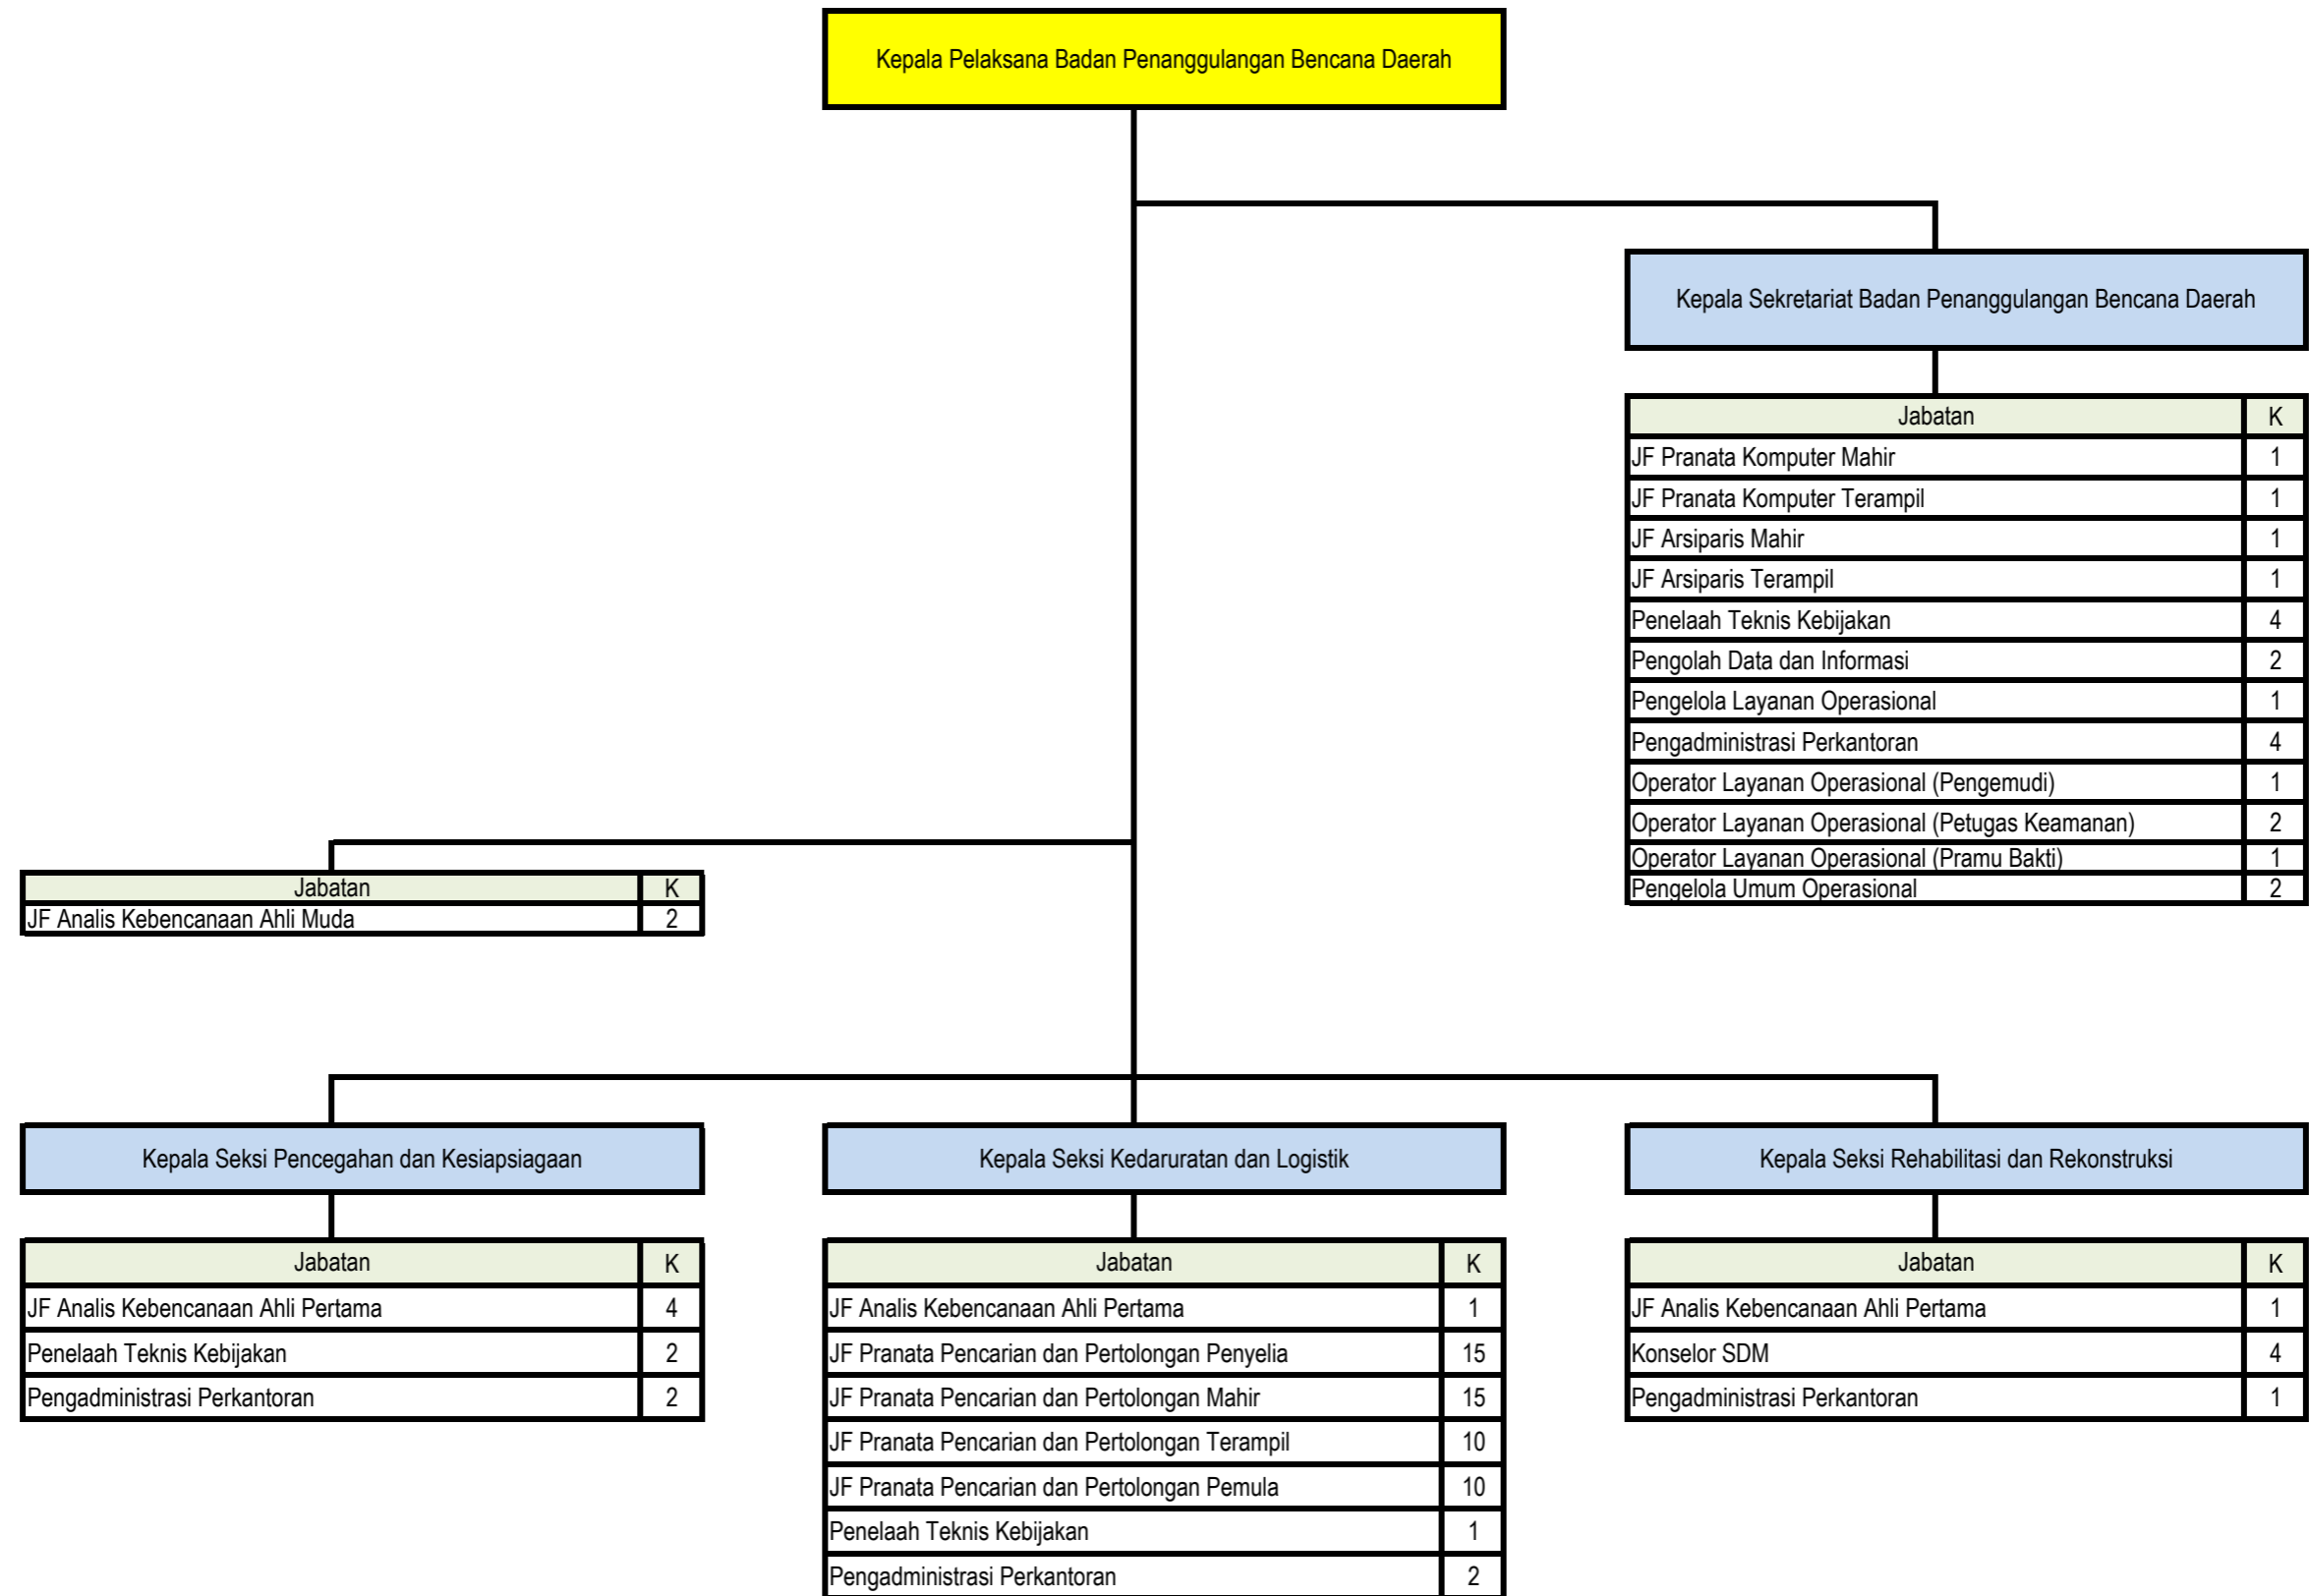 Kepala Pelaksana Badan Penanggulangan Bencana Daerah
Kepala Sekretariat Badan Penanggulangan Bencana Daerah
Jabatan K
JF Pranata Komputer Mahir 1
JF Pranata Komputer Terampil 1
JF Arsiparis Mahir 1
JF Arsiparis Terampil 1
Penelaah Teknis Kebijakan 4
Pengolah Data dan Informasi 2
Pengelola Layanan Operasional 1
Pengadministrasi Perkantoran 4
Operator Layanan Operasional (Pengemudi) 1
Operator Layanan Operasional (Petugas Keamanan) 2
Operator Layanan Operasional (Pramu Bakti) 1
Pengelola Umum Operasional 2
Jabatan K
JF Analis Kebencanaan Ahli Muda 2
Kepala Seksi Pencegahan dan Kesiapsiagaan
Jabatan K
JF Analis Kebencanaan Ahli Pertama 4
Penelaah Teknis Kebijakan 2
Pengadministrasi Perkantoran 2
Kepala Seksi Kedaruratan dan Logistik
Jabatan K
JF Analis Kebencanaan Ahli Pertama 1
JF Pranata Pencarian dan Pertolongan Penyelia 15
JF Pranata Pencarian dan Pertolongan Mahir 15
JF Pranata Pencarian dan Pertolongan Terampil 10
JF Pranata Pencarian dan Pertolongan Pemula 10
Penelaah Teknis Kebijakan 1
Pengadministrasi Perkantoran 2
Kepala Seksi Rehabilitasi dan Rekonstruksi
Jabatan K
JF Analis Kebencanaan Ahli Pertama 1
Konselor SDM 4
Pengadministrasi Perkantoran 1